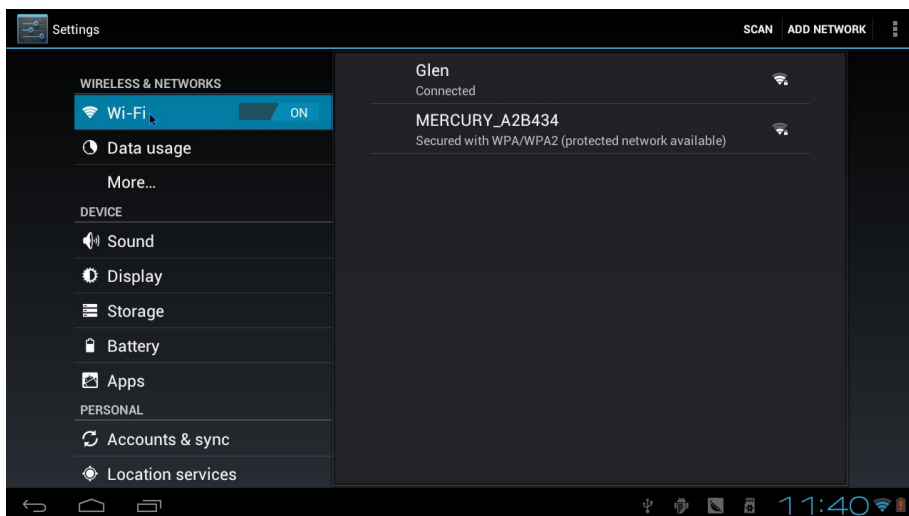 Settings
SCAN ADD NETWORK
WIRELESS & NETWORKS
Wi-Fi ON
Data usage
More...
DEVICE
Sound
Display
Storage
Battery
Apps
PERSONAL
Accounts & sync
Location services
Glen
Connected
MERCURY_A2B434
Secured with WPA/WPA2 (protected network available)
11:40